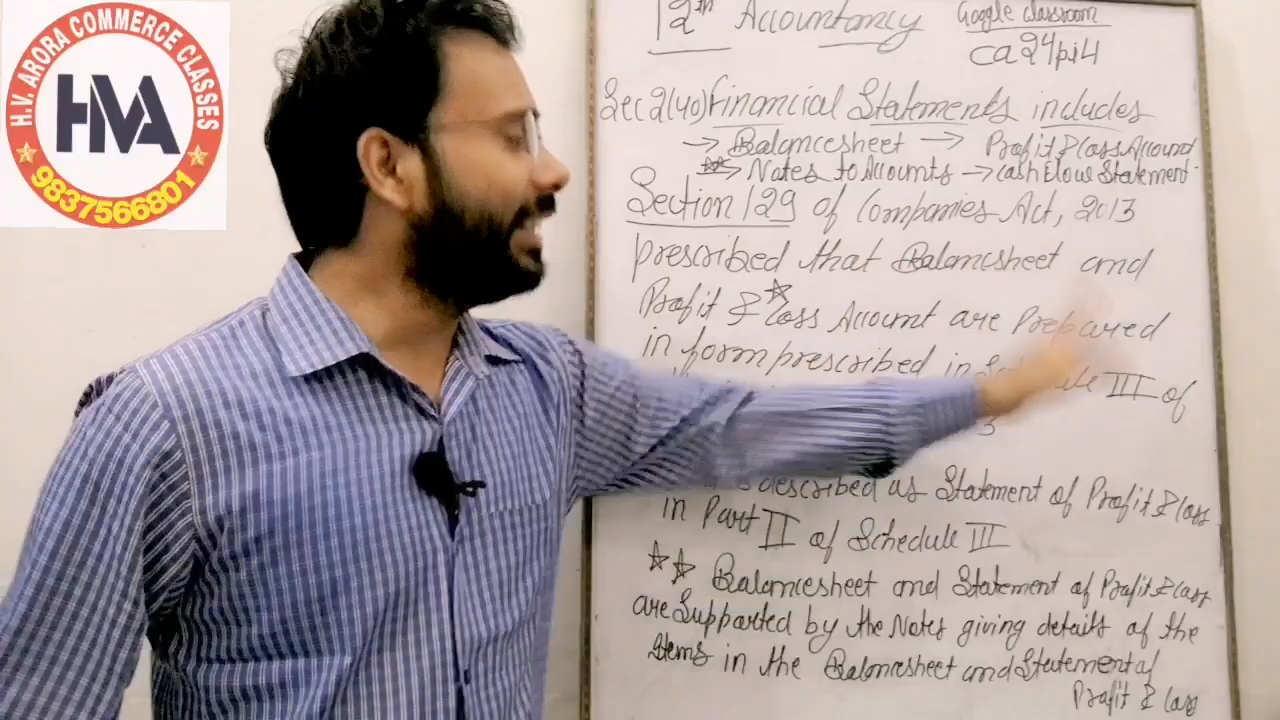 H.V. ARORA COMMERCE CLASSES
HVA
9837566801
12th Accountancy
Google classroom
ca24pi4
Sec 2(40) Financial Statements includes
→ Balancesheet → Profit & Loss Account
→ Notes to Accounts → Cash Flow Statement
Section 129 of Companies Act, 2013
prescribed that Balancesheet and
Profit & Loss Account are Prepared
in form prescribed in Schedule III of
3
described as Statement of Profit & Loss
in Part II of Schedule III
Balancesheet and Statement of Profit & Loss
are Supported by the Notes giving details of the
items in the Balancesheet and Statement of
Profit & Loss